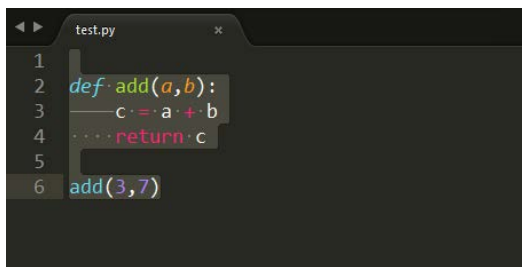 test.py ×
1
2 def add(a,b):
3 c = a + b
4 return c
5
6 add(3,7)